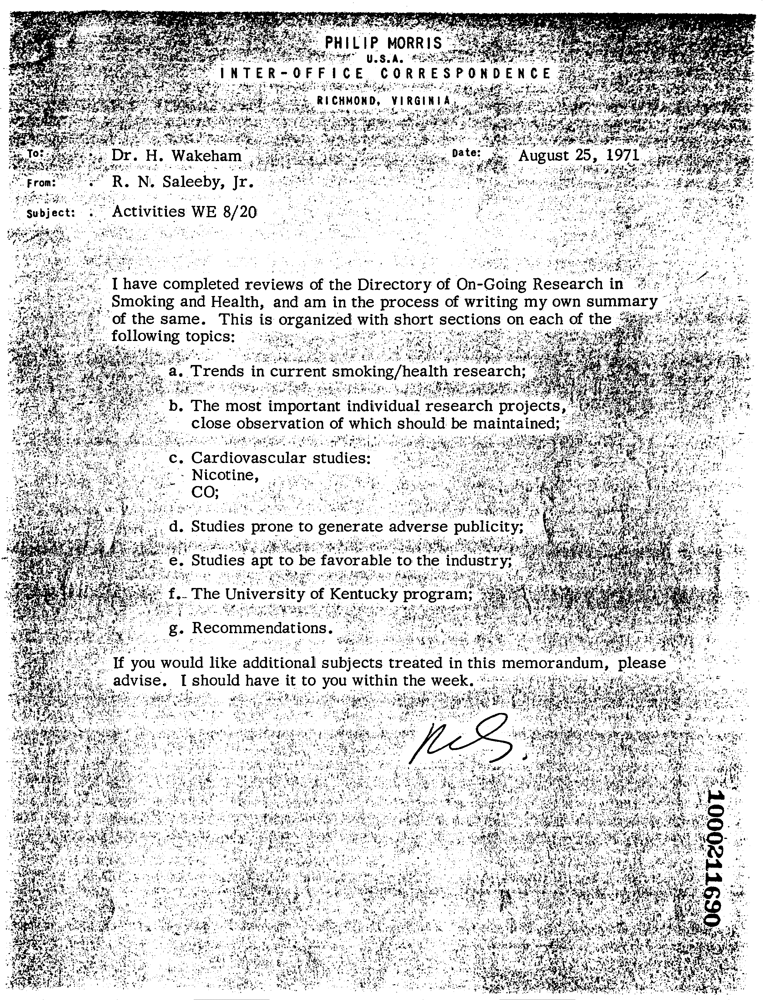 PHILIP MORRIS
U.S.A.
INTER-OFFICE CORRESPONDENCE
RICHMOND, VIRGINIA
To: Dr. H. Wakeham Date: August 25, 1971
From: R. N. Saleeby, Jr.
Subject: Activities WE 8/20
I have completed reviews of the Directory of On-Going Research in
Smoking and Health, and am in the process of writing my own summary
of the same. This is organized with short sections on each of the
following topics:
a. Trends in current smoking/health research;
b. The most important individual research projects,
close observation of which should be maintained;
c. Cardiovascular studies:
Nicotine,
CO;
d. Studies prone to generate adverse publicity;
e. Studies apt to be favorable to the industry;
f. The University of Kentucky program;
g. Recommendations.
If you would like additional subjects treated in this memorandum, please
advise. I should have it to you within the week.
1000211690